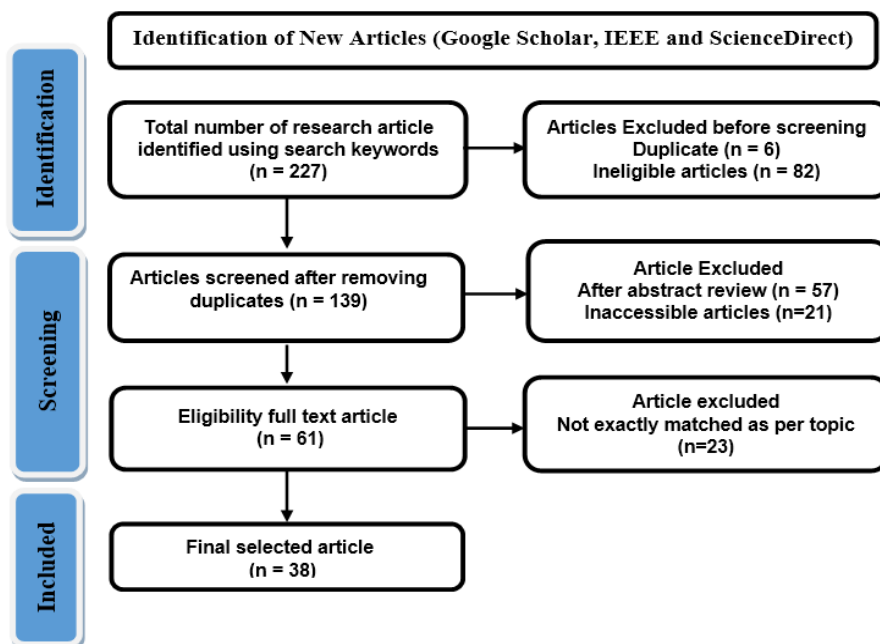 Identification of New Articles (Google Scholar, IEEE and ScienceDirect)
Identification
Total number of research article
identified using search keywords
(n = 227)
Articles Excluded before screening
Duplicate (n = 6)
Ineligible articles (n = 82)
Screening
Articles screened after removing
duplicates (n = 139)
Article Excluded
After abstract review (n = 57)
Inaccessible articles (n=21)
Eligibility full text article
(n = 61)
Article excluded
Not exactly matched as per topic
(n=23)
Included
Final selected article
(n = 38)